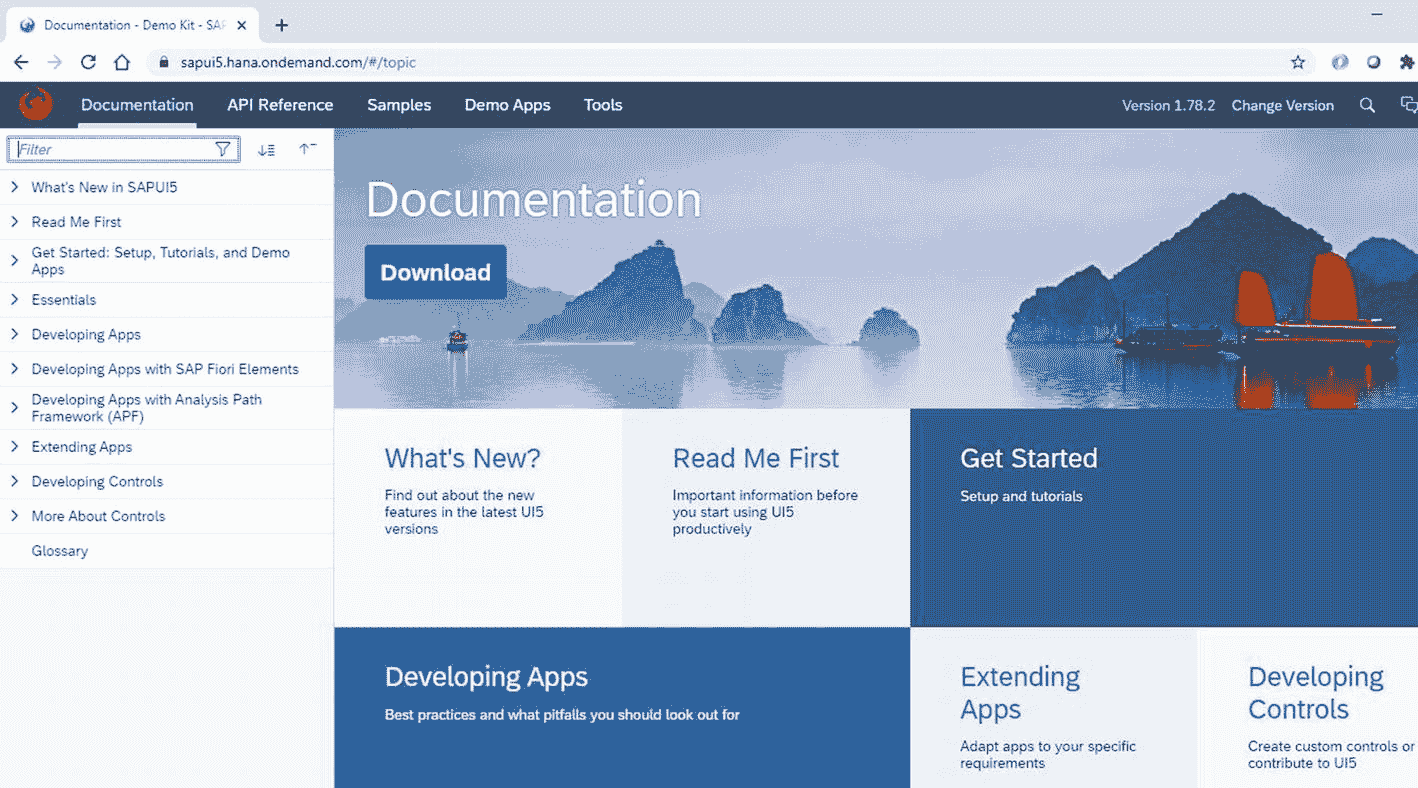 Documentation - Demo Kit - SAP
sapui5.hana.ondemand.com/#/topic
Documentation API Reference Samples Demo Apps Tools Version 1.78.2 Change Version
Filter
What's New in SAPUI5
Read Me First
Get Started: Setup, Tutorials, and Demo
Apps
Essentials
Developing Apps
Developing Apps with SAP Fiori Elements
Developing Apps with Analysis Path
Framework (APF)
Extending Apps
Developing Controls
More About Controls
Glossary
Documentation
Download
What's New?
Find out about the new
features in the latest UI5
versions
Read Me First
Important information before
you start using UI5
productively
Get Started
Setup and tutorials
Developing Apps
Best practices and what pitfalls you should look out for
Extending
Apps
Adapt apps to your specific
requirements
Developing
Controls
Create custom controls or
contribute to UI5